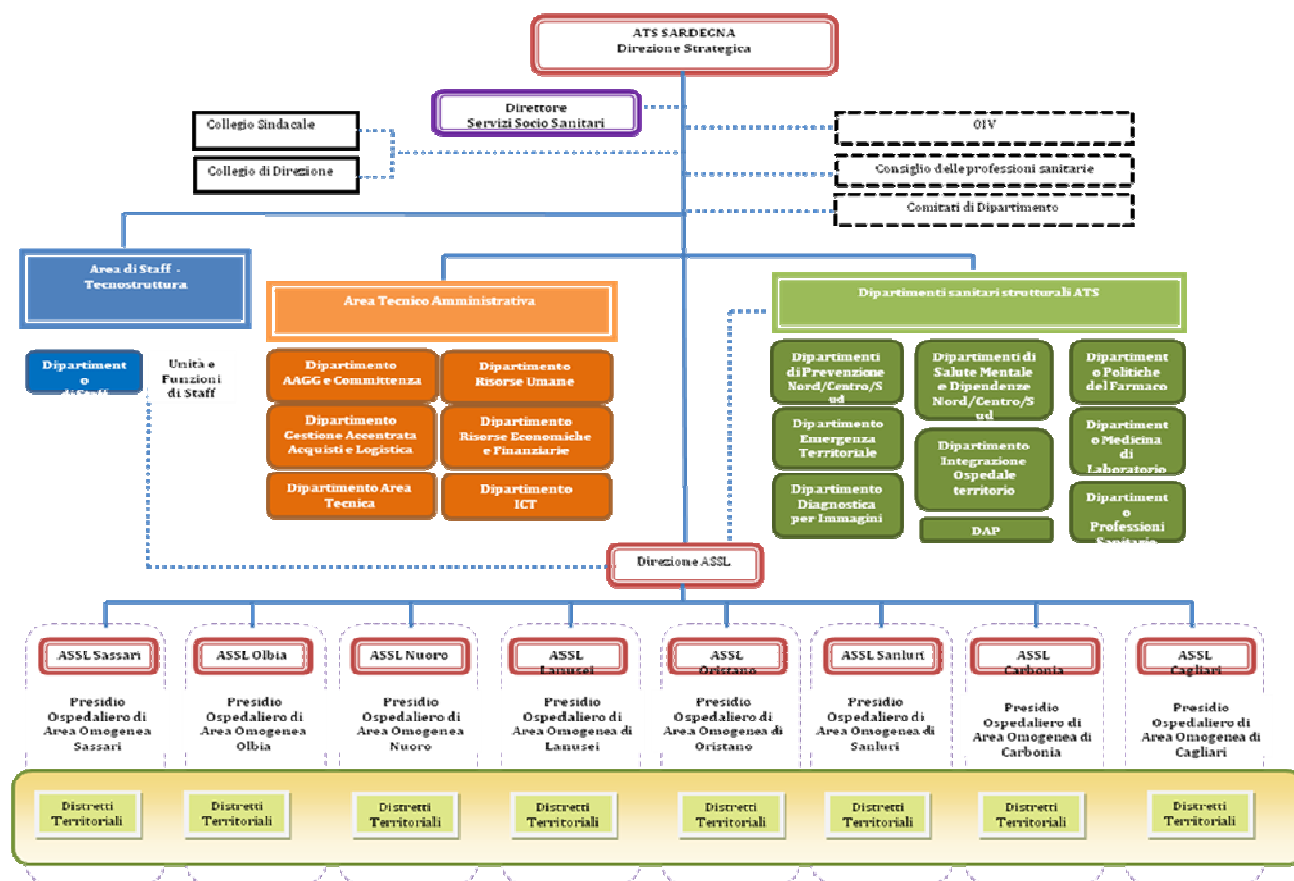 ATS SARDEGNA
Direzione Strategica
Direttore
Servizi Socio Sanitari
Collegio Sindacale
Collegio di Direzione
OIV
Consiglio delle professioni sanitarie
Comitati di Dipartimento
Area di Staff -
Tecnostruttura
Area Tecnico Amministrativa
Dipartimenti sanitari strutturali ATS
Dipartiment
o
di Staff
Unità e
Funzioni
di Staff
Dipartimento
AAGG e Committenza
Dipartimento
Risorse Umane
Dipartimento
Gestione Accentrata
Acquisti e Logistica
Dipartimento
Risorse Economiche
e Finanziarie
Dipartimento Area
Tecnica
Dipartimento
ICT
Dipartimenti
di Prevenzione
Nord/Centro/S
ud
Dipartimento
Emergenza
Territoriale
Dipartimento
Diagnostica
per Immagini
Dipartimenti di
Salute Mentale
e Dipendenze
Nord/Centro/S
ud
Dipartimento
Integrazione
Ospedale
territorio
DAP
Dipartiment
o Politiche
del Farmaco
Dipartiment
o Medicina
di
Laboratorio
Dipartiment
o
Professioni
Sanitarie
Direzione ASSL
ASSL Sassari
ASSL Olbia
ASSL Nuoro
ASSL
Lanusei
ASSL
Oristano
ASSL Sanluri
ASSL
Carbonia
ASSL
Cagliari
Presidio
Ospedaliero di
Area Omogenea
Sassari
Presidio
Ospedaliero di
Area Omogenea
Olbia
Presidio
Ospedaliero di
Area Omogenea
Nuoro
Presidio
Ospedaliero di
Area Omogenea di
Lanusei
Presidio
Ospedaliero di
Area Omogenea di
Oristano
Presidio
Ospedaliero di
Area Omogenea di
Sanluri
Presidio
Ospedaliero di
Area Omogenea di
Carbonia
Presidio
Ospedaliero di
Area Omogenea di
Cagliari
Distretti
Territoriali
Distretti
Territoriali
Distretti
Territoriali
Distretti
Territoriali
Distretti
Territoriali
Distretti
Territoriali
Distretti
Territoriali
Distretti
Territoriali